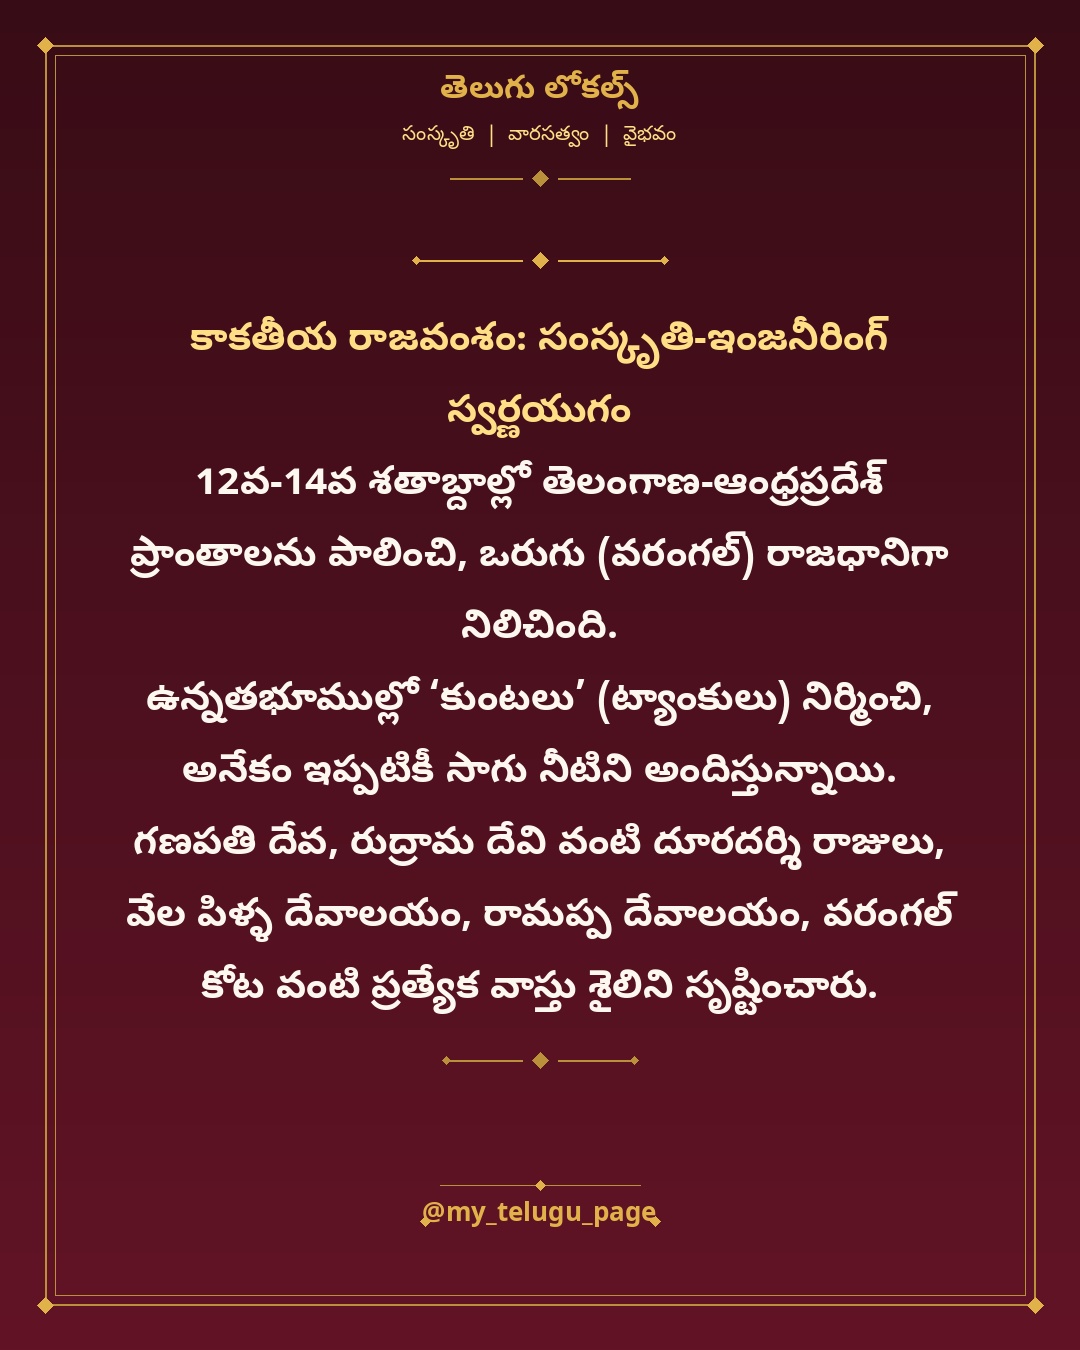 తెలుగు లోకల్స్
సంస్కృతి | వారసత్వం | వైభవం
కాకతీయ రాజవంశం: సంస్కృతి-ఇంజనీరింగ్
స్వర్ణయుగం
12వ-14వ శతాబ్దాల్లో తెలంగాణ-ఆంధ్రప్రదేశ్
ప్రాంతాలను పాలించి, ఒరుగు (వరంగల్) రాజధానిగా
నిలిచింది.
ఉన్నతభూముల్లో ‘కుంటలు’ (ట్యాంకులు) నిర్మించి,
అనేకం ఇప్పటికీ సాగు నీటిని అందిస్తున్నాయి.
గణపతి దేవ, రుద్రామ దేవి వంటి దూరదర్శి రాజులు,
వేల పిళ్ళ దేవాలయం, రామప్ప దేవాలయం, వరంగల్
కోట వంటి ప్రత్యేక వాస్తు శైలిని సృష్టించారు.
@my_telugu_page